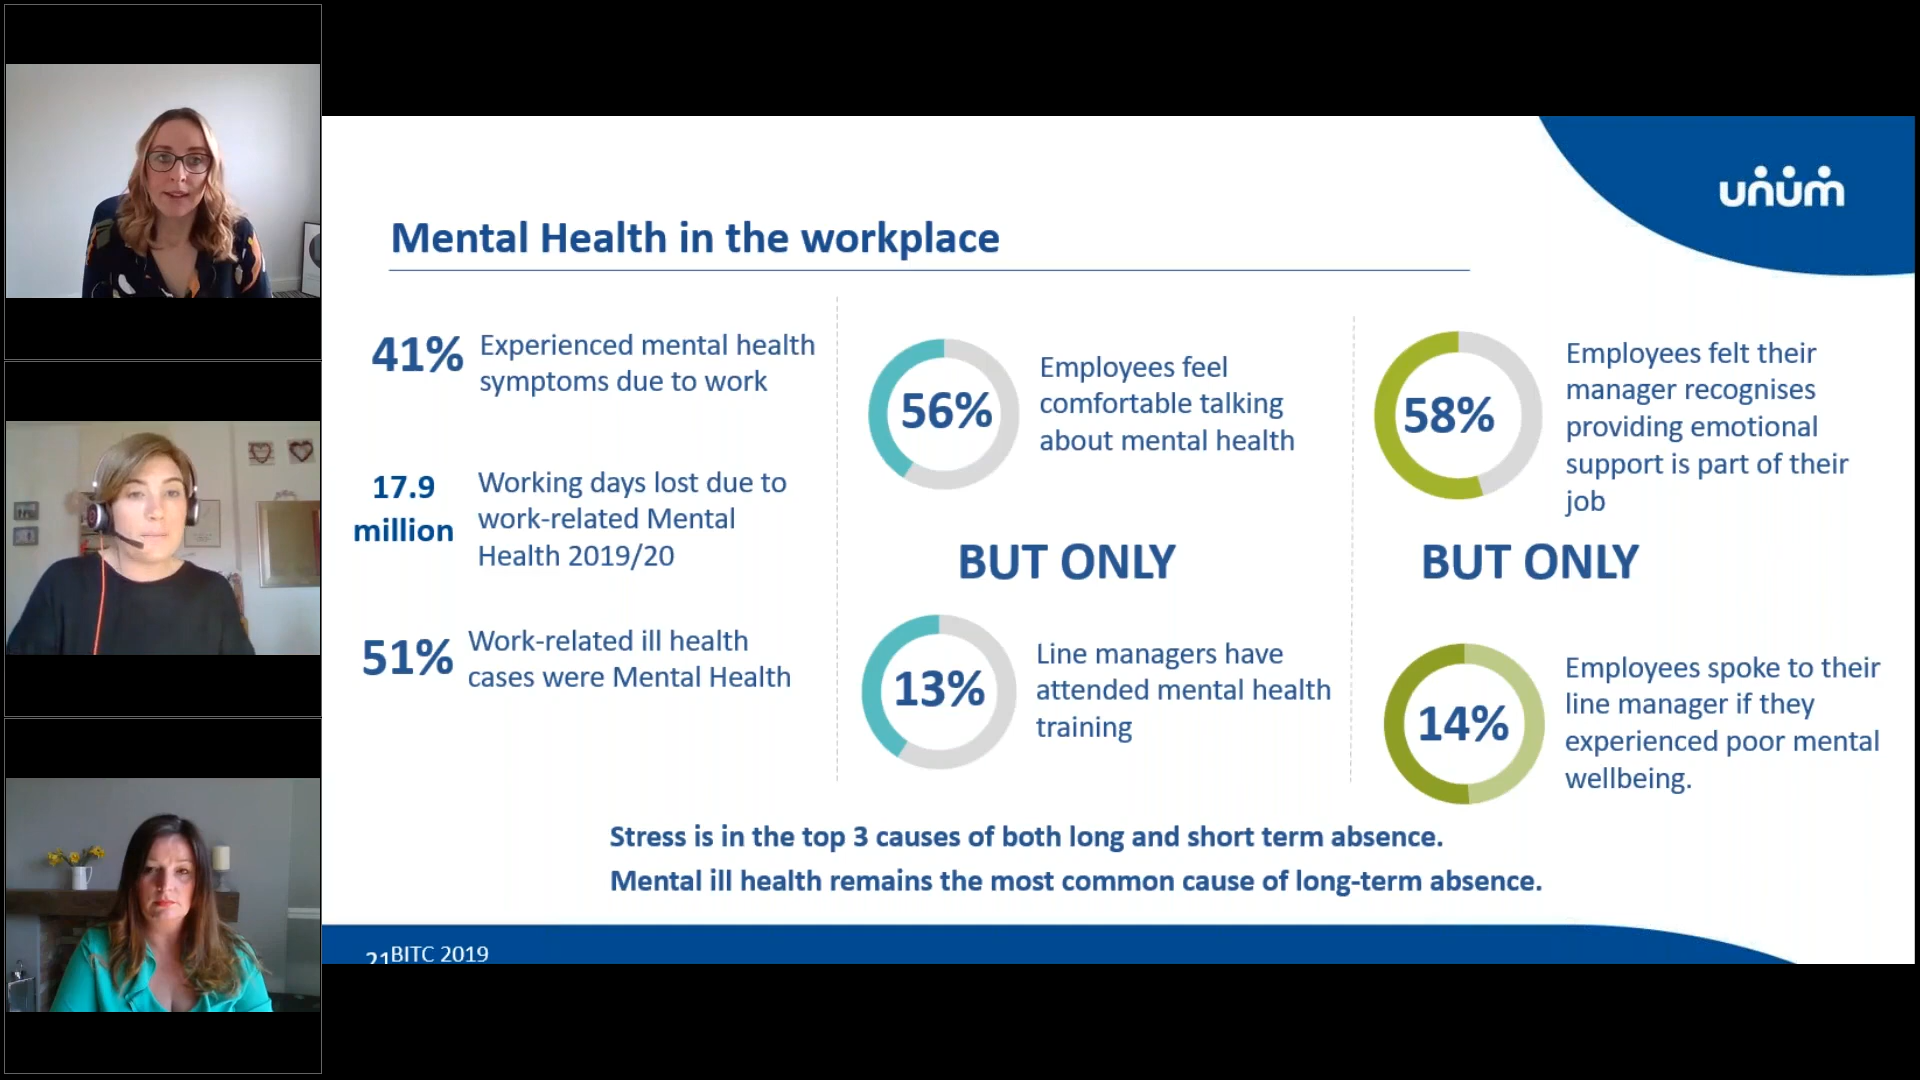 unum
Mental Health in the workplace
41%
Experienced mental health
symptoms due to work
17.9
million
Working days lost due to
work-related Mental
Health 2019/20
51%
Work-related ill health
cases were Mental Health
56%
Employees feel
comfortable talking
about mental health
BUT ONLY
13%
Line managers have
attended mental health
training
58%
Employees felt their
manager recognises
providing emotional
support is part of their
job
BUT ONLY
14%
Employees spoke to their
line manager if they
experienced poor mental
wellbeing.
Stress is in the top 3 causes of both long and short term absence.
Mental ill health remains the most common cause of long-term absence.
21 BITC 2019